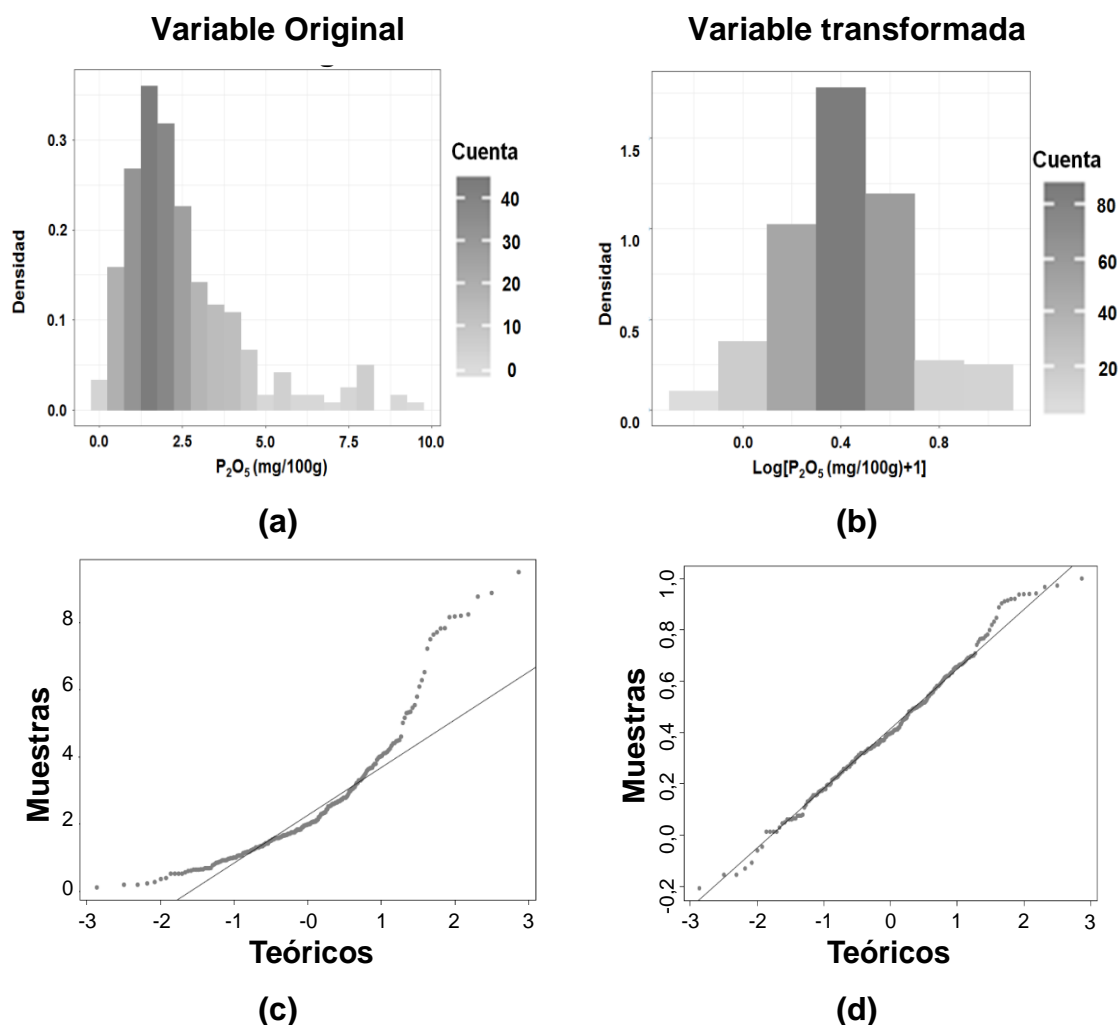 Variable Original
Variable transformada
Densidad
0.3
0.2
0.1
0.0
0.0 2.5 5.0 7.5 10.0
P₂O₅ (mg/100g)
Cuenta
40
30
20
10
0
(a)
Densidad
1.5
1.0
0.5
0.0
0.0 0.4 0.8
Log[P₂O₅ (mg/100g)+1]
Cuenta
80
60
40
20
(b)
Muestras
8
6
4
2
0
-3 -2 -1 -0 1 2 3
Teóricos
(c)
Muestras
1,0
0,8
0,6
0,4
0,2
0,0
-0,2
-3 -2 -1 0 1 2 3
Teóricos
(d)